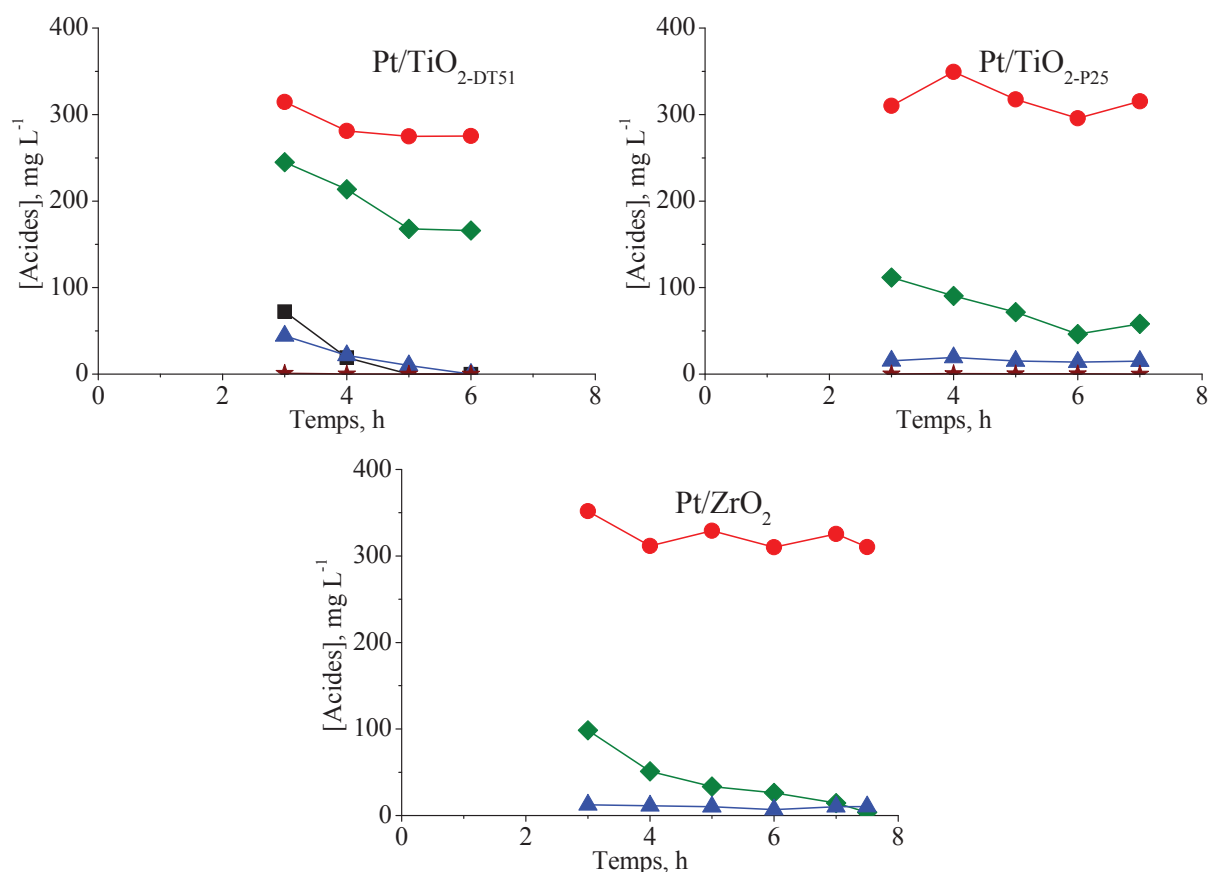 Pt/TiO2-DT51
[Acides], mg L-1
400
300
200
100
0
0 2 4 6 8
Temps, h
Pt/TiO2-P25
[Acides], mg L-1
400
300
200
100
0
0 2 4 6 8
Temps, h
Pt/ZrO2
[Acides], mg L-1
400
300
200
100
0
0 2 4 6 8
Temps, h